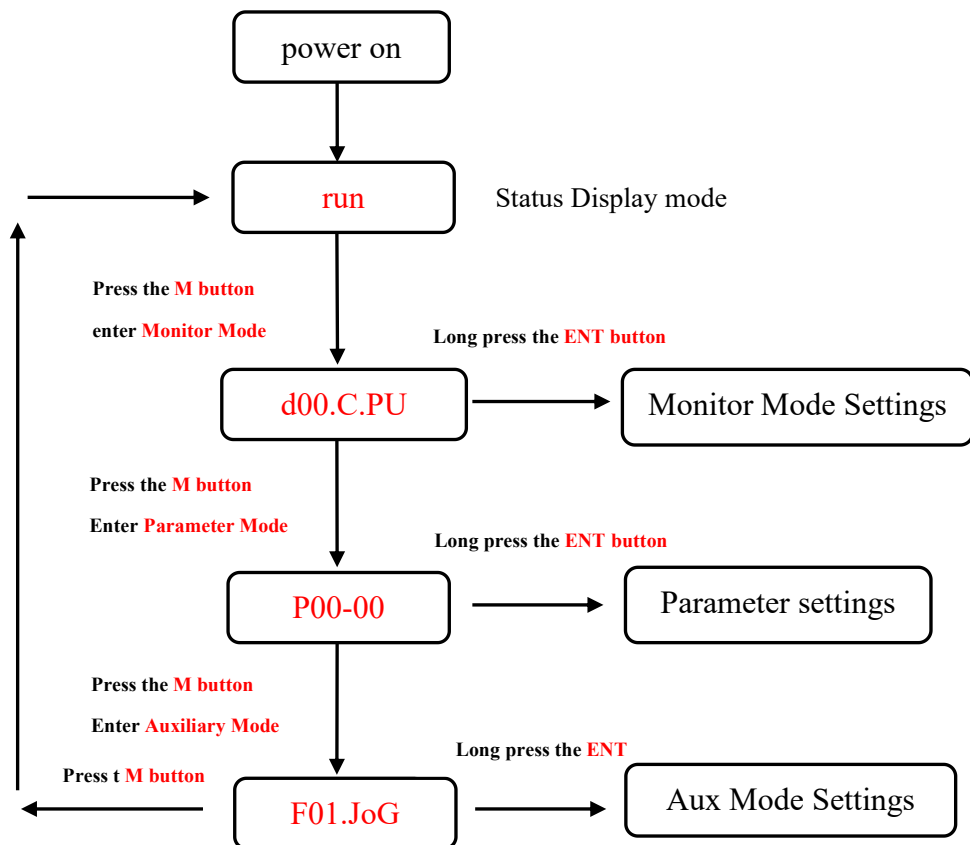 power on
run
Status Display mode
Press the M button
enter Monitor Mode
Long press the ENT button
d00.C.PU
Monitor Mode Settings
Press the M button
Enter Parameter Mode
Long press the ENT button
P00-00
Parameter settings
Press the M button
Enter Auxiliary Mode
Long press the ENT
Press t M button
F01.JoG
Aux Mode Settings